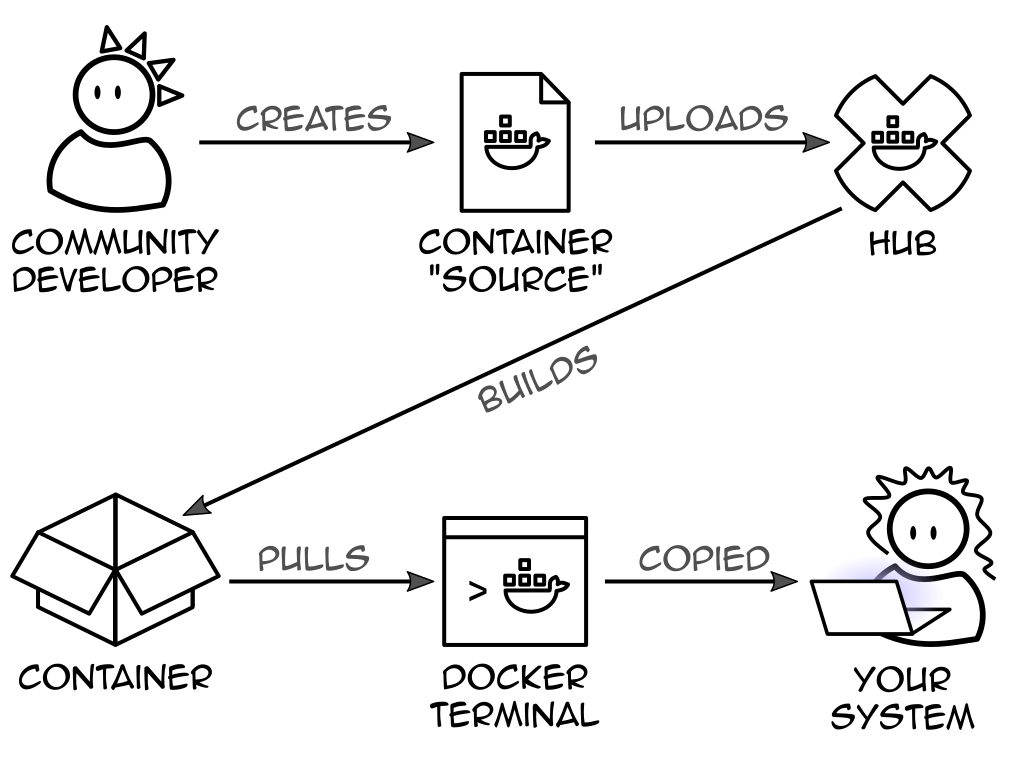 CREATES
UPLOADS
COMMUNITY
DEVELOPER
CONTAINER
"SOURCE"
HUB
BUILDS
PULLS
COPIED
>
CONTAINER
DOCKER
TERMINAL
YOUR
SYSTEM